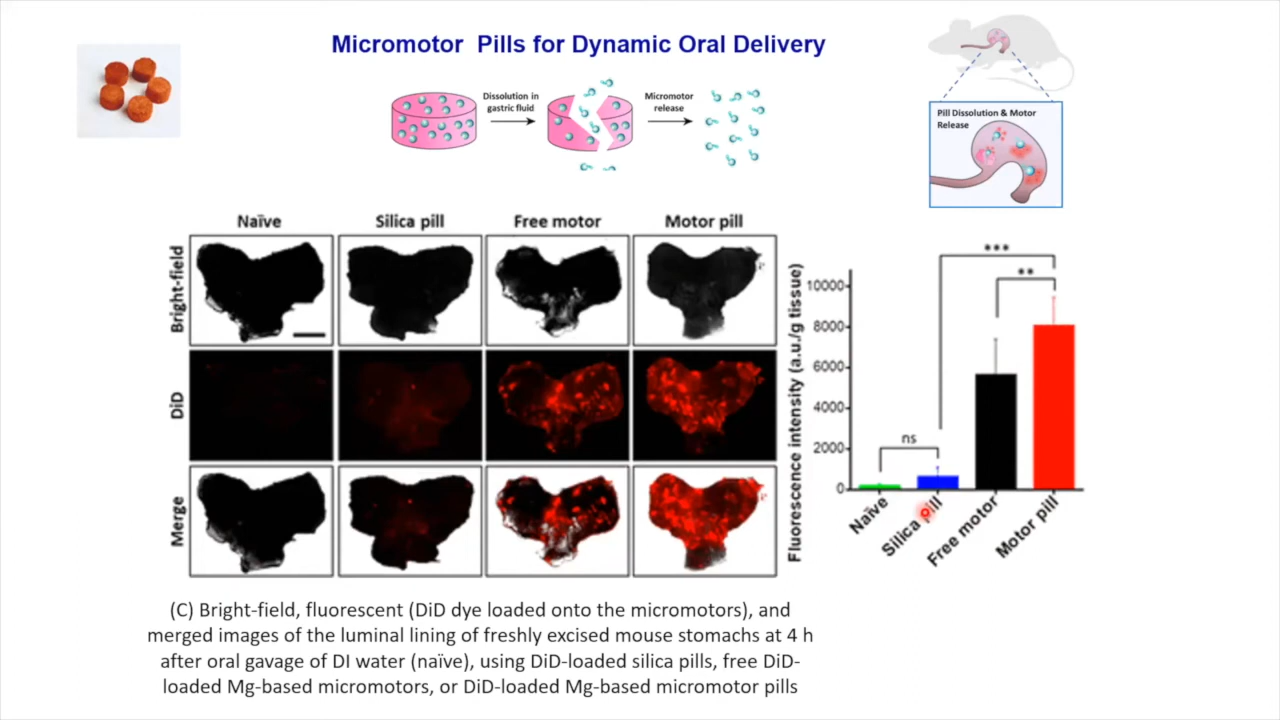 Micromotor Pills for Dynamic Oral Delivery
Dissolution in
gastric fluid
Micromotor
release
Pill Dissolution & Motor
Release
Naïve
Silica pill
Free motor
Motor pill
Bright-field
DiD
Merge
Fluorescence intensity (a.u./g tissue)
10000
8000
6000
4000
2000
0
ns
***
**
Naïve
Silica pill
Free motor
Motor pill
(C) Bright-field, fluorescent (DiD dye loaded onto the micromotors), and
merged images of the luminal lining of freshly excised mouse stomachs at 4 h
after oral gavage of DI water (naïve), using DiD-loaded silica pills, free DiD-
loaded Mg-based micromotors, or DiD-loaded Mg-based micromotor pills